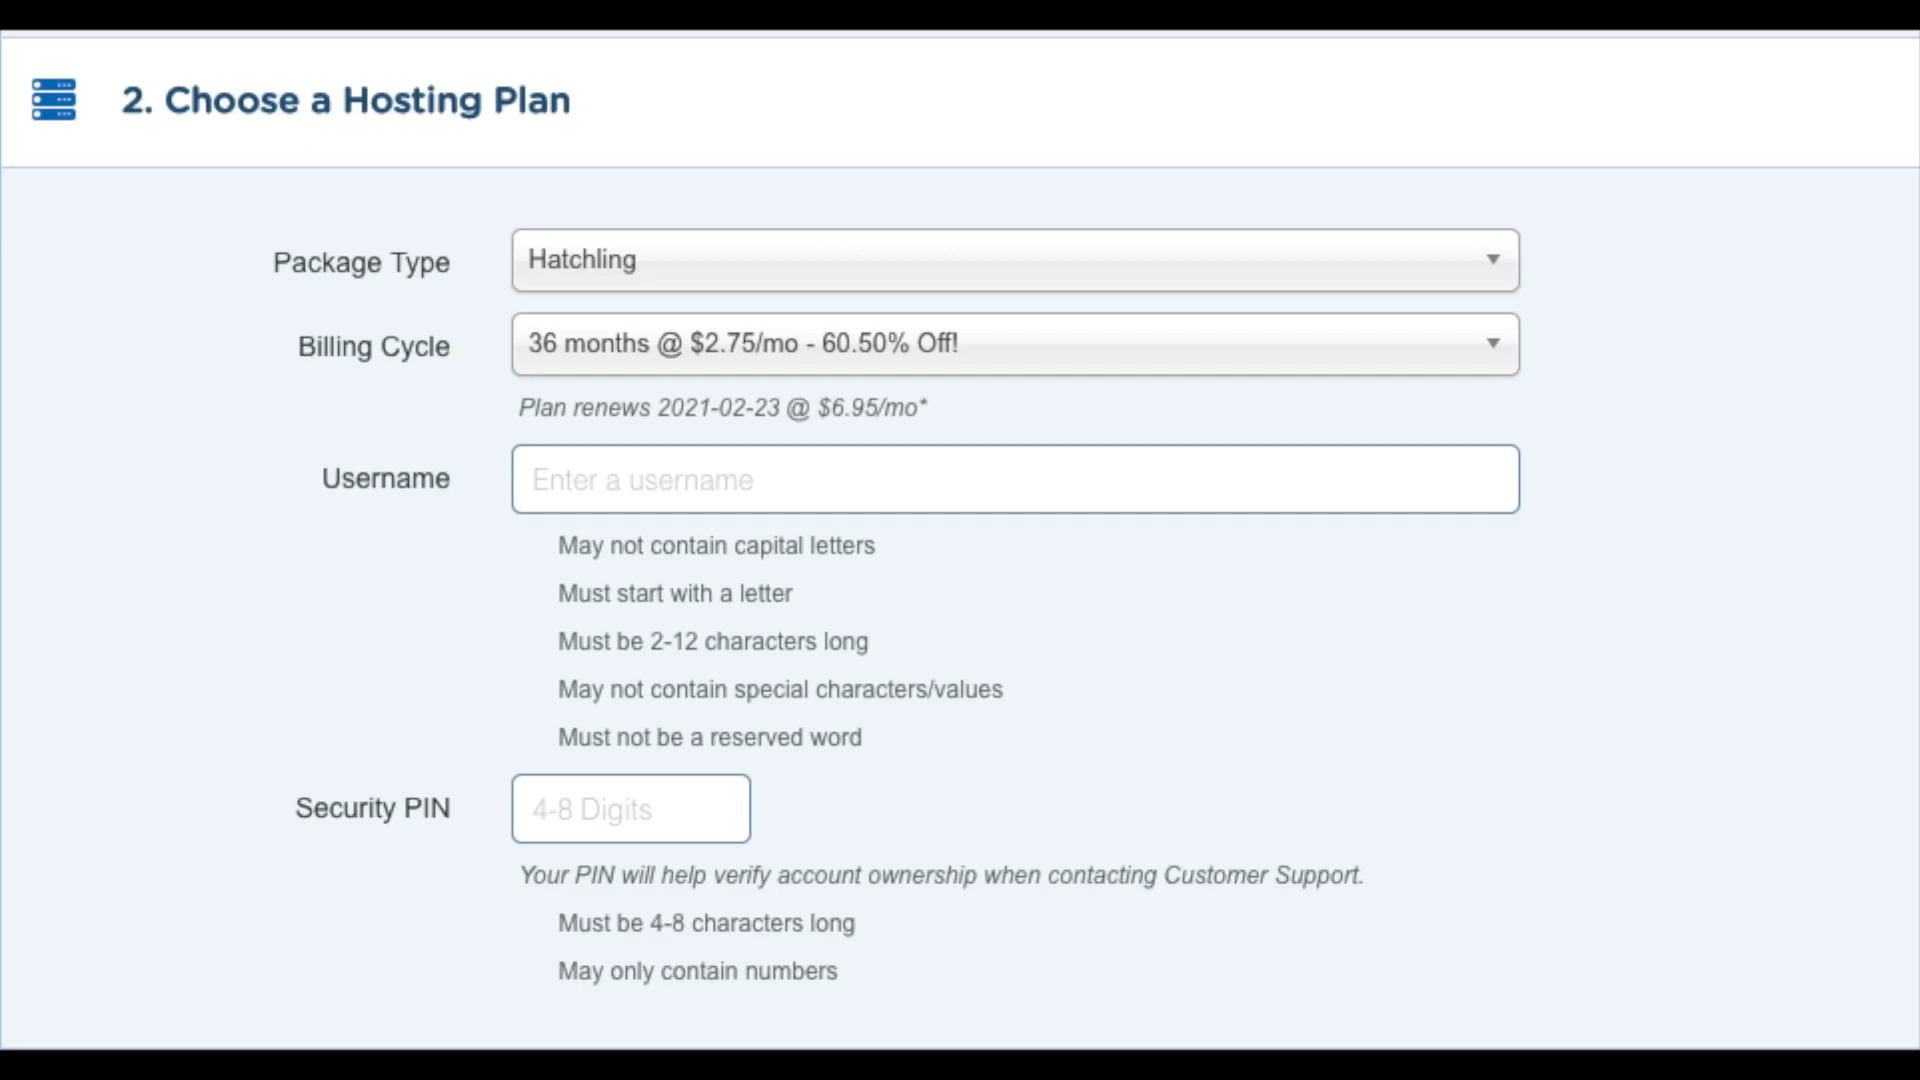 2. Choose a Hosting Plan
Package Type
Hatchling
Billing Cycle
36 months @ $2.75/mo - 60.50% Off!
Plan renews 2021-02-23 @ $6.95/mo*
Username
Enter a username
May not contain capital letters
Must start with a letter
Must be 2-12 characters long
May not contain special characters/values
Must not be a reserved word
Security PIN
4-8 Digits
Your PIN will help verify account ownership when contacting Customer Support.
Must be 4-8 characters long
May only contain numbers